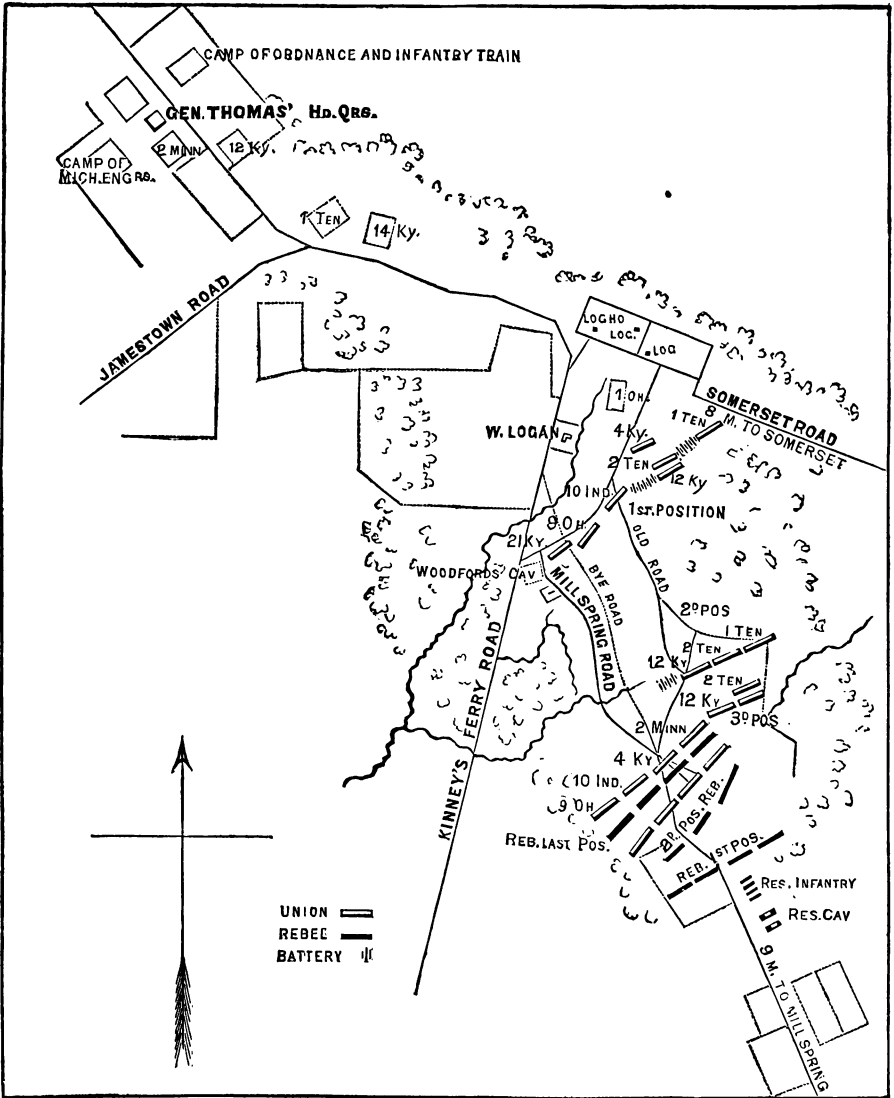 CAMP OF ORDNANCE AND INFANTRY TRAIN
GEN. THOMAS' HD. QRS.
2 MINN
12 KY.
CAMP OF
MICH. ENGRS.
1 TEN
14 KY.
JAMESTOWN ROAD
LOG HO
LOG.
LOG
SOMERSET ROAD
8 M. TO SOMERSET
1 OH.
1 TEN
W. LOGAN
4 KY.
2 TEN
12 KY
10 IND.
1ST. POSITION
9 OH.
21 KY.
OLD ROAD
WOODFORDS CAV
BYE ROAD
MILL SPRING ROAD
2D POS
1 TEN
2 TEN
12 KY
2 TEN
12 KY
3D POS
KINNEY'S FERRY ROAD
2 MINN
4 KY
10 IND.
9 OH
REB. LAST POS.
2D. POS. REB.
REB. 1ST POS.
RES. INFANTRY
RES. CAV
UNION
REBEL
BATTERY
9 M. TO MILL SPRING